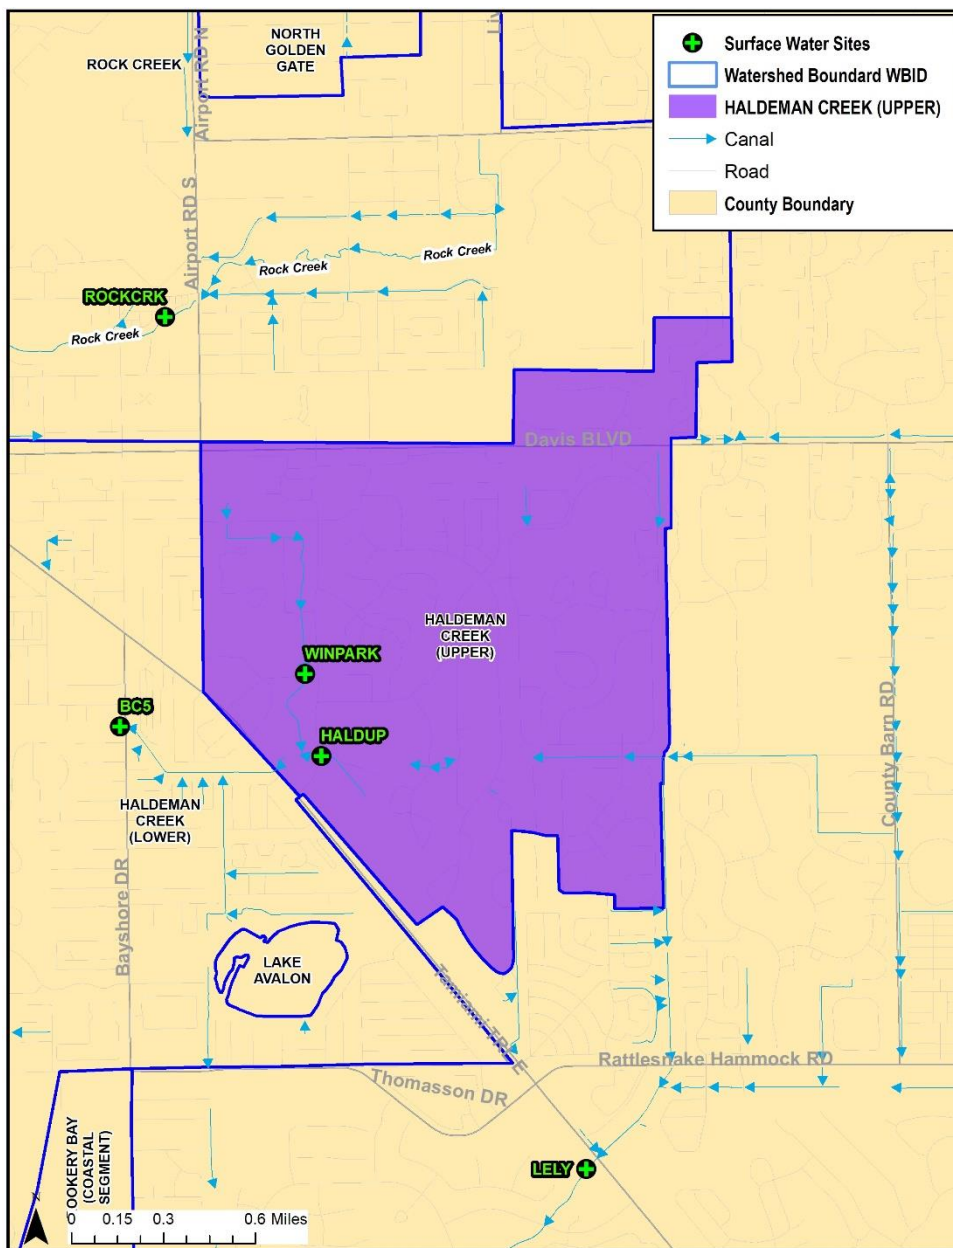 NORTH
GOLDEN
GATE
ROCK CREEK
Airport RD N
Liv
Surface Water Sites
Watershed Boundard WBID
HALDEMAN CREEK (UPPER)
Canal
Road
County Boundary
Airport RD S
Rock Creek
Rock Creek
ROCKCRK
Rock Creek
Davis BLVD
HALDEMAN
CREEK
(UPPER)
WINPARK
BC5
HALDUP
County Barn RD
HALDEMAN
CREEK
(LOWER)
Bayshore DR
LAKE
AVALON
Tamiami TRL E
Rattlesnake Hammock RD
Thomasson DR
OOKERY BAY
(COASTAL
SEGMENT)
LELY
0 0.15 0.3 0.6 Miles